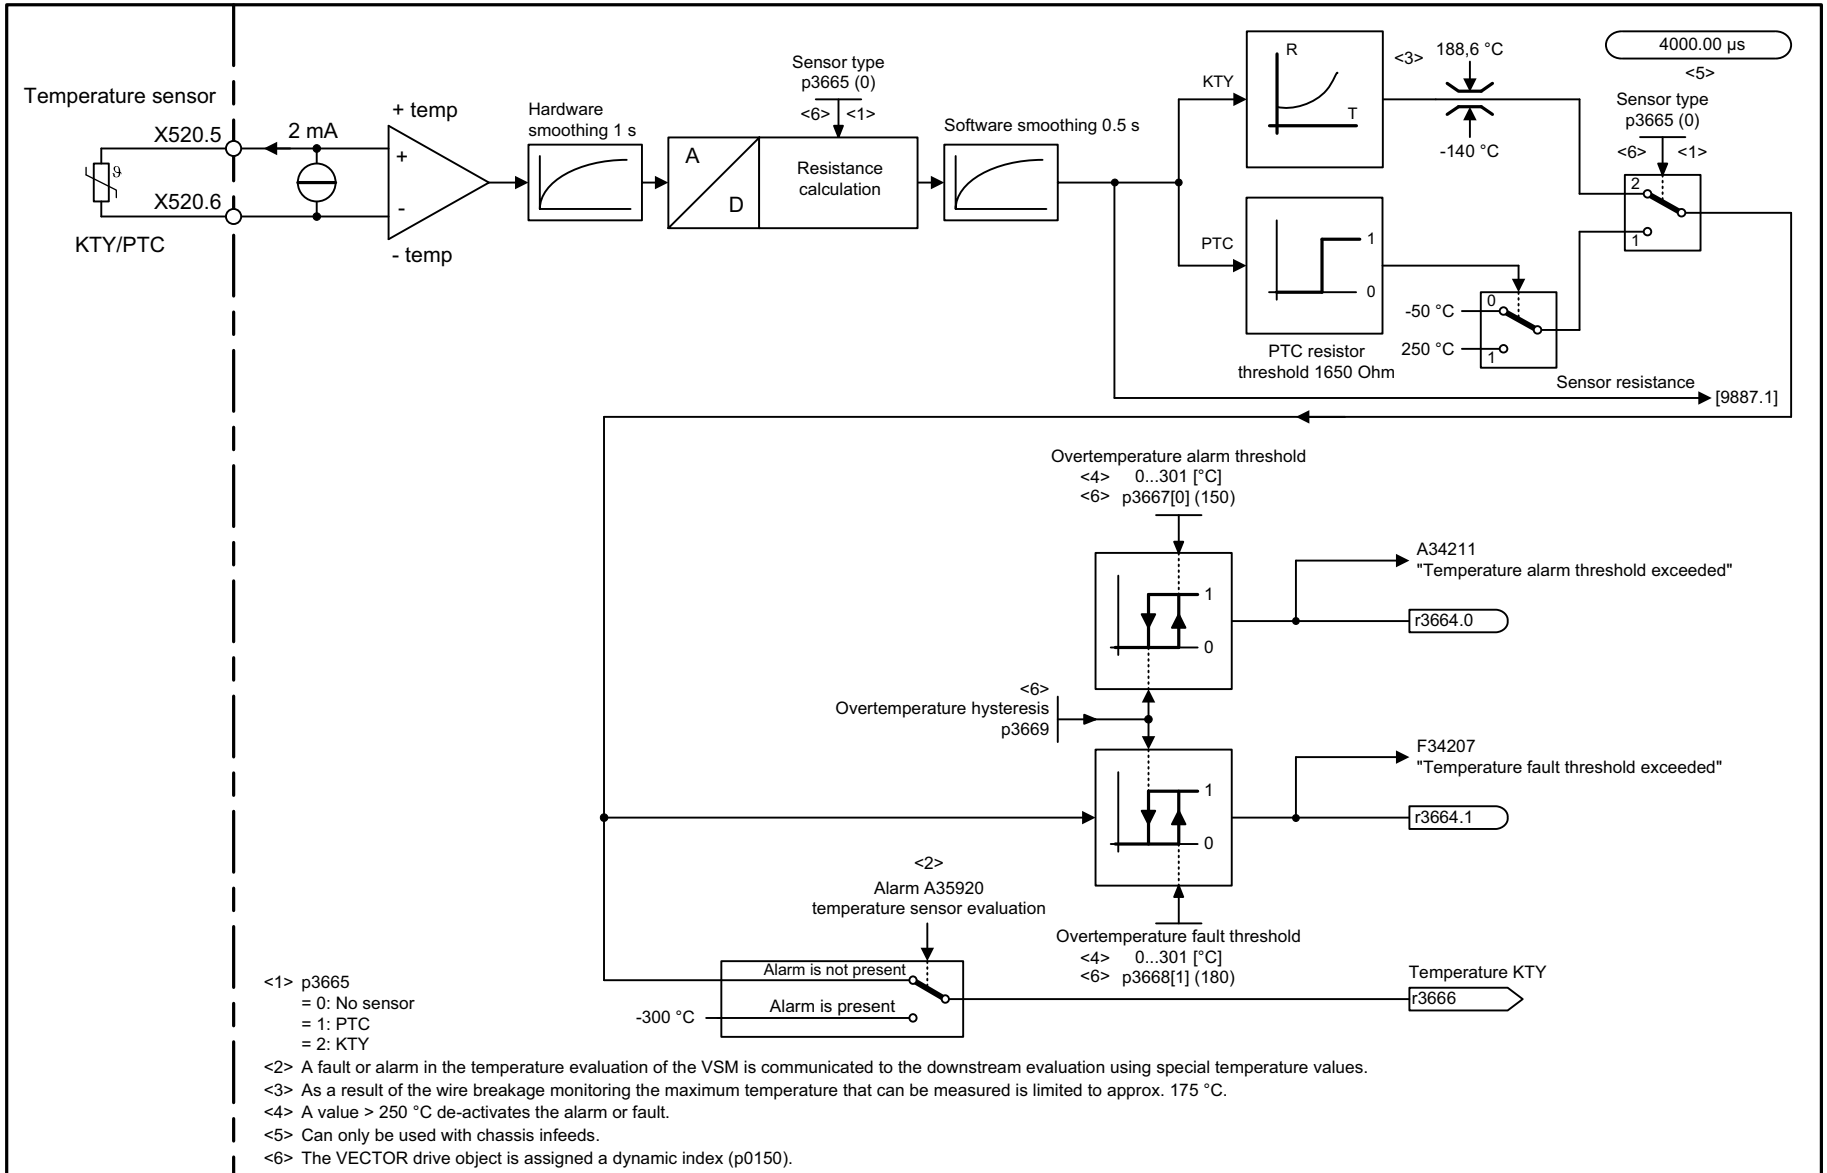 Temperature sensor
X520.5
X520.6
ϑ
KTY/PTC
2 mA
+ temp
+
-
- temp
Hardware
smoothing 1 s
Sensor type
p3665 (0)
<6> <1>
A
D
Resistance
calculation
Software smoothing 0.5 s
KTY
R
T
<3>
188,6 °C
-140 °C
4000.00 µs
<5>
Sensor type
p3665 (0)
<6> <1>
2
1
PTC
1
0
PTC resistor
threshold 1650 Ohm
-50 °C
0
250 °C
1
Sensor resistance
[9887.1]
Overtemperature alarm threshold
<4> 0...301 [°C]
<6> p3667[0] (150)
1
0
A34211
"Temperature alarm threshold exceeded"
r3664.0
<6>
Overtemperature hysteresis
p3669
1
0
F34207
"Temperature fault threshold exceeded"
r3664.1
Overtemperature fault threshold
<4> 0...301 [°C]
<6> p3668[1] (180)
<2>
Alarm A35920
temperature sensor evaluation
Alarm is not present
Alarm is present
-300 °C
Temperature KTY
r3666
<1> p3665
= 0: No sensor
= 1: PTC
= 2: KTY
<2> A fault or alarm in the temperature evaluation of the VSM is communicated to the downstream evaluation using special temperature values.
<3> As a result of the wire breakage monitoring the maximum temperature that can be measured is limited to approx. 175 °C.
<4> A value > 250 °C de-activates the alarm or fault.
<5> Can only be used with chassis infeeds.
<6> The VECTOR drive object is assigned a dynamic index (p0150).